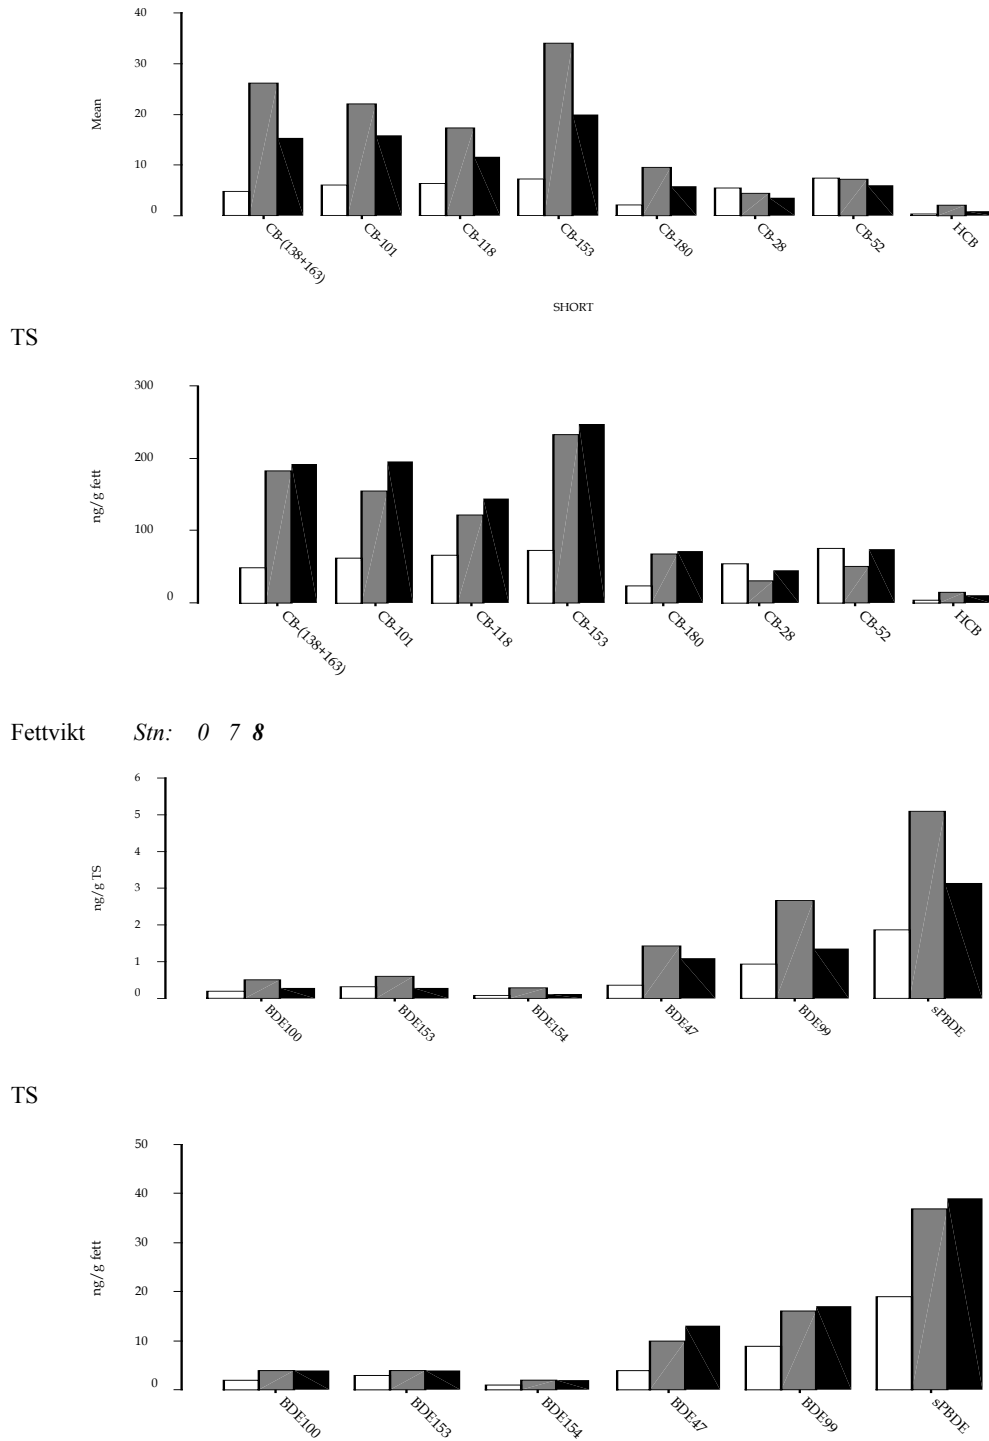 40
30
Mean
20
10
0
CB-(138+163)
CB-101
CB-118
CB-153
CB-180
CB-28
CB-52
HCB
SHORT
TS
300
200
ng/g fett
100
0
CB-(138+163)
CB-101
CB-118
CB-153
CB-180
CB-28
CB-52
HCB
Fettvikt Stn: 0 7 8
6
5
4
ng/g TS
3
2
1
0
BDE100
BDE153
BDE154
BDE47
BDE99
sPBDE
TS
50
40
30
ng/g fett
20
10
0
BDE100
BDE153
BDE154
BDE47
BDE99
sPBDE